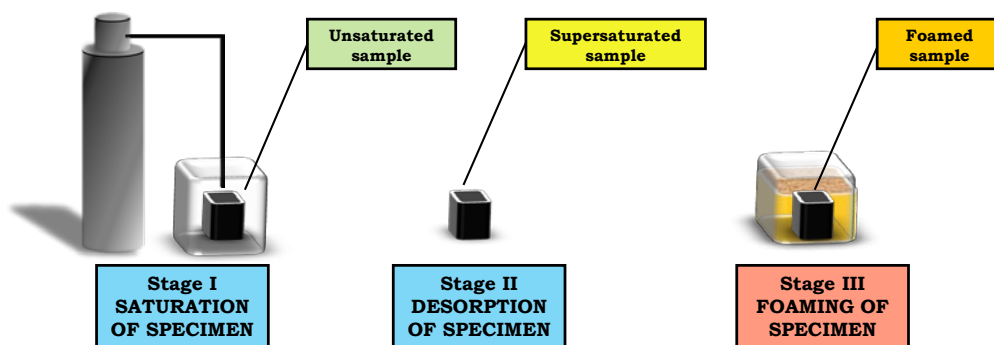 Unsaturated
sample
Supersaturated
sample
Foamed
sample
Stage I
SATURATION
OF SPECIMEN
Stage II
DESORPTION
OF SPECIMEN
Stage III
FOAMING OF
SPECIMEN